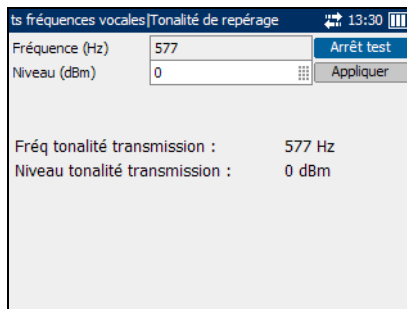 ts fréquences vocales|Tonalité de repérage 13:30
Fréquence (Hz) 577 Arrêt test
Niveau (dBm) 0 Appliquer
Fréq tonalité transmission : 577 Hz
Niveau tonalité transmission : 0 dBm